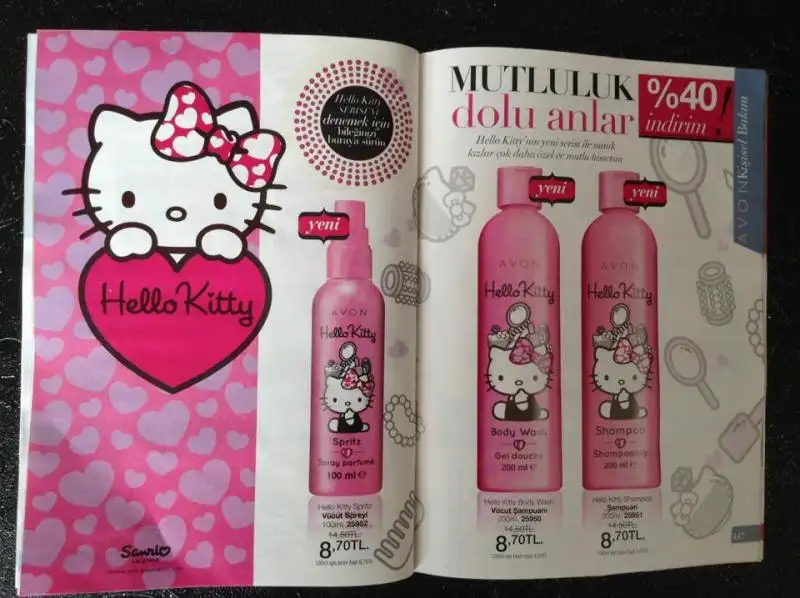 Hello Kitty
Sanrio
Hello Kitty
SERİSİNİ
denemek için
bileğinizi
buraya sürün
yeni
AVON
Hello Kitty
Spritz
Spray parfumé
100 ml e
Hello Kitty Spritz
Vücut Spreyi
100ml, 25952
14,50TL.
8,70TL.
MUTLULUK
dolu anlar
%40
indirim!
Hello Kitty'nin yeni serisi ile minik
kızlar çok daha özel ve mutlu hissetsin
yeni
AVON
Hello Kitty
Body Wash
Gel douche
200 ml e
Hello Kitty Body Wash
Vücut Şampuanı
200ml, 25950
14,50TL.
8,70TL.
yeni
AVON
Hello Kitty
Shampoo
Shampooing
200 ml e
Hello Kitty Shampoo
Şampuan
200ml, 25951
14,50TL.
8,70TL.
AVON Kişisel Bakım